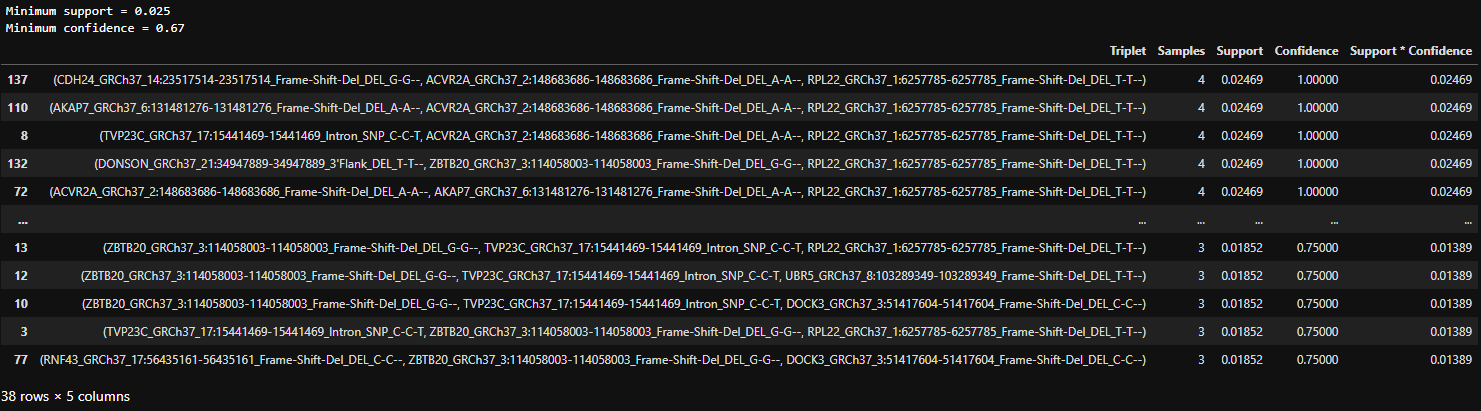 Minimum support = 0.025
Minimum confidence = 0.67
Triplet Samples Support Confidence Support * Confidence
137 (CDH24_GRCh37_14:23517514-23517514_Frame-Shift-Del_DEL_G-G--, ACVR2A_GRCh37_2:148683686-148683686_Frame-Shift-Del_DEL_A-A--, RPL22_GRCh37_1:6257785-6257785_Frame-Shift-Del_DEL_T-T--) 4 0.02469 1.00000 0.02469
110 (AKAP7_GRCh37_6:131481276-131481276_Frame-Shift-Del_DEL_A-A--, ACVR2A_GRCh37_2:148683686-148683686_Frame-Shift-Del_DEL_A-A--, RPL22_GRCh37_1:6257785-6257785_Frame-Shift-Del_DEL_T-T--) 4 0.02469 1.00000 0.02469
8 (TVP23C_GRCh37_17:15441469-15441469_Intron_SNP_C-C-T, ACVR2A_GRCh37_2:148683686-148683686_Frame-Shift-Del_DEL_A-A--, RPL22_GRCh37_1:6257785-6257785_Frame-Shift-Del_DEL_T-T--) 4 0.02469 1.00000 0.02469
132 (DONSON_GRCh37_21:34947889-34947889_3'Flank_DEL_T-T--, ZBTB20_GRCh37_3:114058003-114058003_Frame-Shift-Del_DEL_G-G--, RPL22_GRCh37_1:6257785-6257785_Frame-Shift-Del_DEL_T-T--) 4 0.02469 1.00000 0.02469
72 (ACVR2A_GRCh37_2:148683686-148683686_Frame-Shift-Del_DEL_A-A--, AKAP7_GRCh37_6:131481276-131481276_Frame-Shift-Del_DEL_A-A--, RPL22_GRCh37_1:6257785-6257785_Frame-Shift-Del_DEL_T-T--) 4 0.02469 1.00000 0.02469
... ... ... ... ... ...
13 (ZBTB20_GRCh37_3:114058003-114058003_Frame-Shift-Del_DEL_G-G--, TVP23C_GRCh37_17:15441469-15441469_Intron_SNP_C-C-T, RPL22_GRCh37_1:6257785-6257785_Frame-Shift-Del_DEL_T-T--) 3 0.01852 0.75000 0.01389
12 (ZBTB20_GRCh37_3:114058003-114058003_Frame-Shift-Del_DEL_G-G--, TVP23C_GRCh37_17:15441469-15441469_Intron_SNP_C-C-T, UBR5_GRCh37_8:103289349-103289349_Frame-Shift-Del_DEL_T-T--) 3 0.01852 0.75000 0.01389
10 (ZBTB20_GRCh37_3:114058003-114058003_Frame-Shift-Del_DEL_G-G--, TVP23C_GRCh37_17:15441469-15441469_Intron_SNP_C-C-T, DOCK3_GRCh37_3:51417604-51417604_Frame-Shift-Del_DEL_C-C--) 3 0.01852 0.75000 0.01389
3 (TVP23C_GRCh37_17:15441469-15441469_Intron_SNP_C-C-T, ZBTB20_GRCh37_3:114058003-114058003_Frame-Shift-Del_DEL_G-G--, RPL22_GRCh37_1:6257785-6257785_Frame-Shift-Del_DEL_T-T--) 3 0.01852 0.75000 0.01389
77 (RNF43_GRCh37_17:56435161-56435161_Frame-Shift-Del_DEL_C-C--, ZBTB20_GRCh37_3:114058003-114058003_Frame-Shift-Del_DEL_G-G--, DOCK3_GRCh37_3:51417604-51417604_Frame-Shift-Del_DEL_C-C--) 3 0.01852 0.75000 0.01389
38 rows × 5 columns